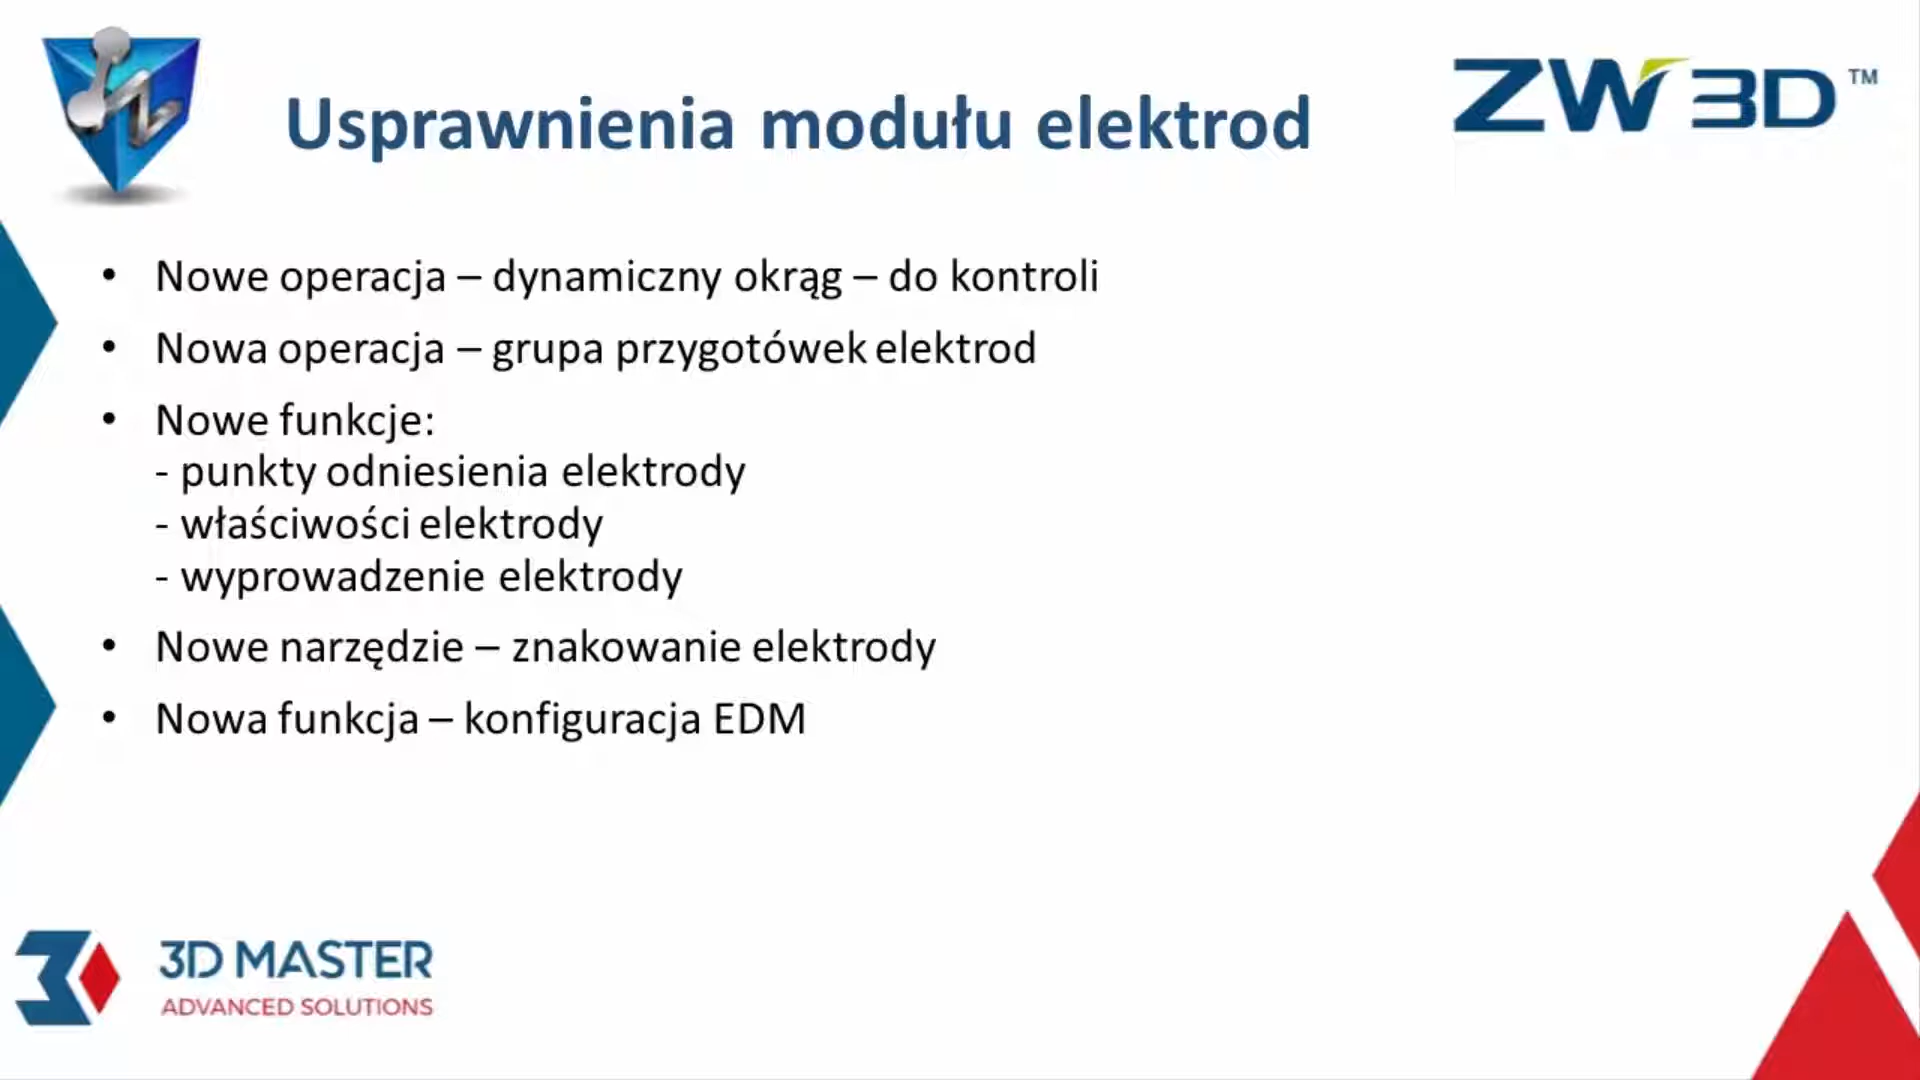 Usprawnienia modułu elektrod
ZW3D™
• Nowe operacja – dynamiczny okrąg – do kontroli
• Nowa operacja – grupa przygotówek elektrod
• Nowe funkcje:
- punkty odniesienia elektrody
- właściwości elektrody
- wyprowadzenie elektrody
• Nowe narzędzie – znakowanie elektrody
• Nowa funkcja – konfiguracja EDM
3D MASTER
ADVANCED SOLUTIONS